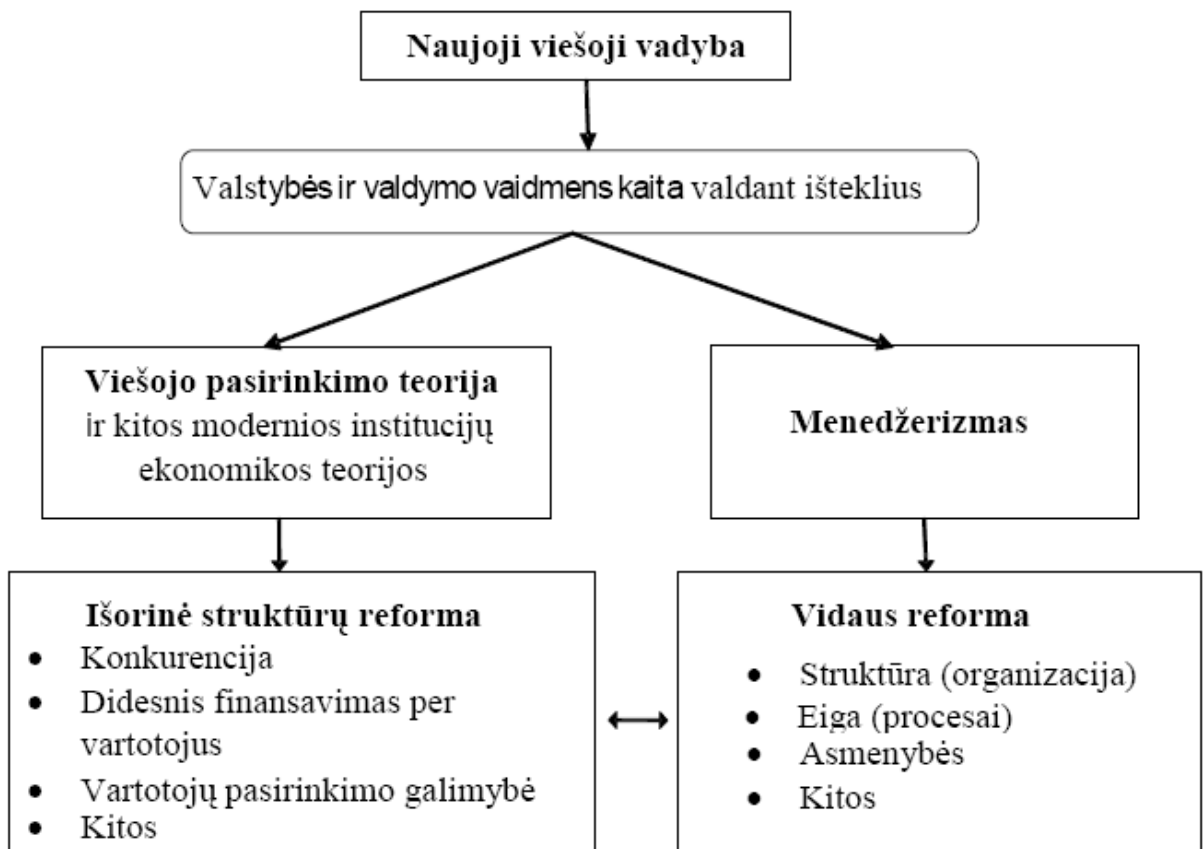 Naujoji viešoji vadyba
Valstybės ir valdymo vaidmens kaita valdant išteklius
Viešojo pasirinkimo teorija
ir kitos modernios institucijų
ekonomikos teorijos
Menedžerizmas
Išorinė struktūrų reforma
• Konkurencija
• Didesnis finansavimas per
vartotojus
• Vartotojų pasirinkimo galimybė
• Kitos
Vidaus reforma
• Struktūra (organizacija)
• Eiga (procesai)
• Asmenybės
• Kitos